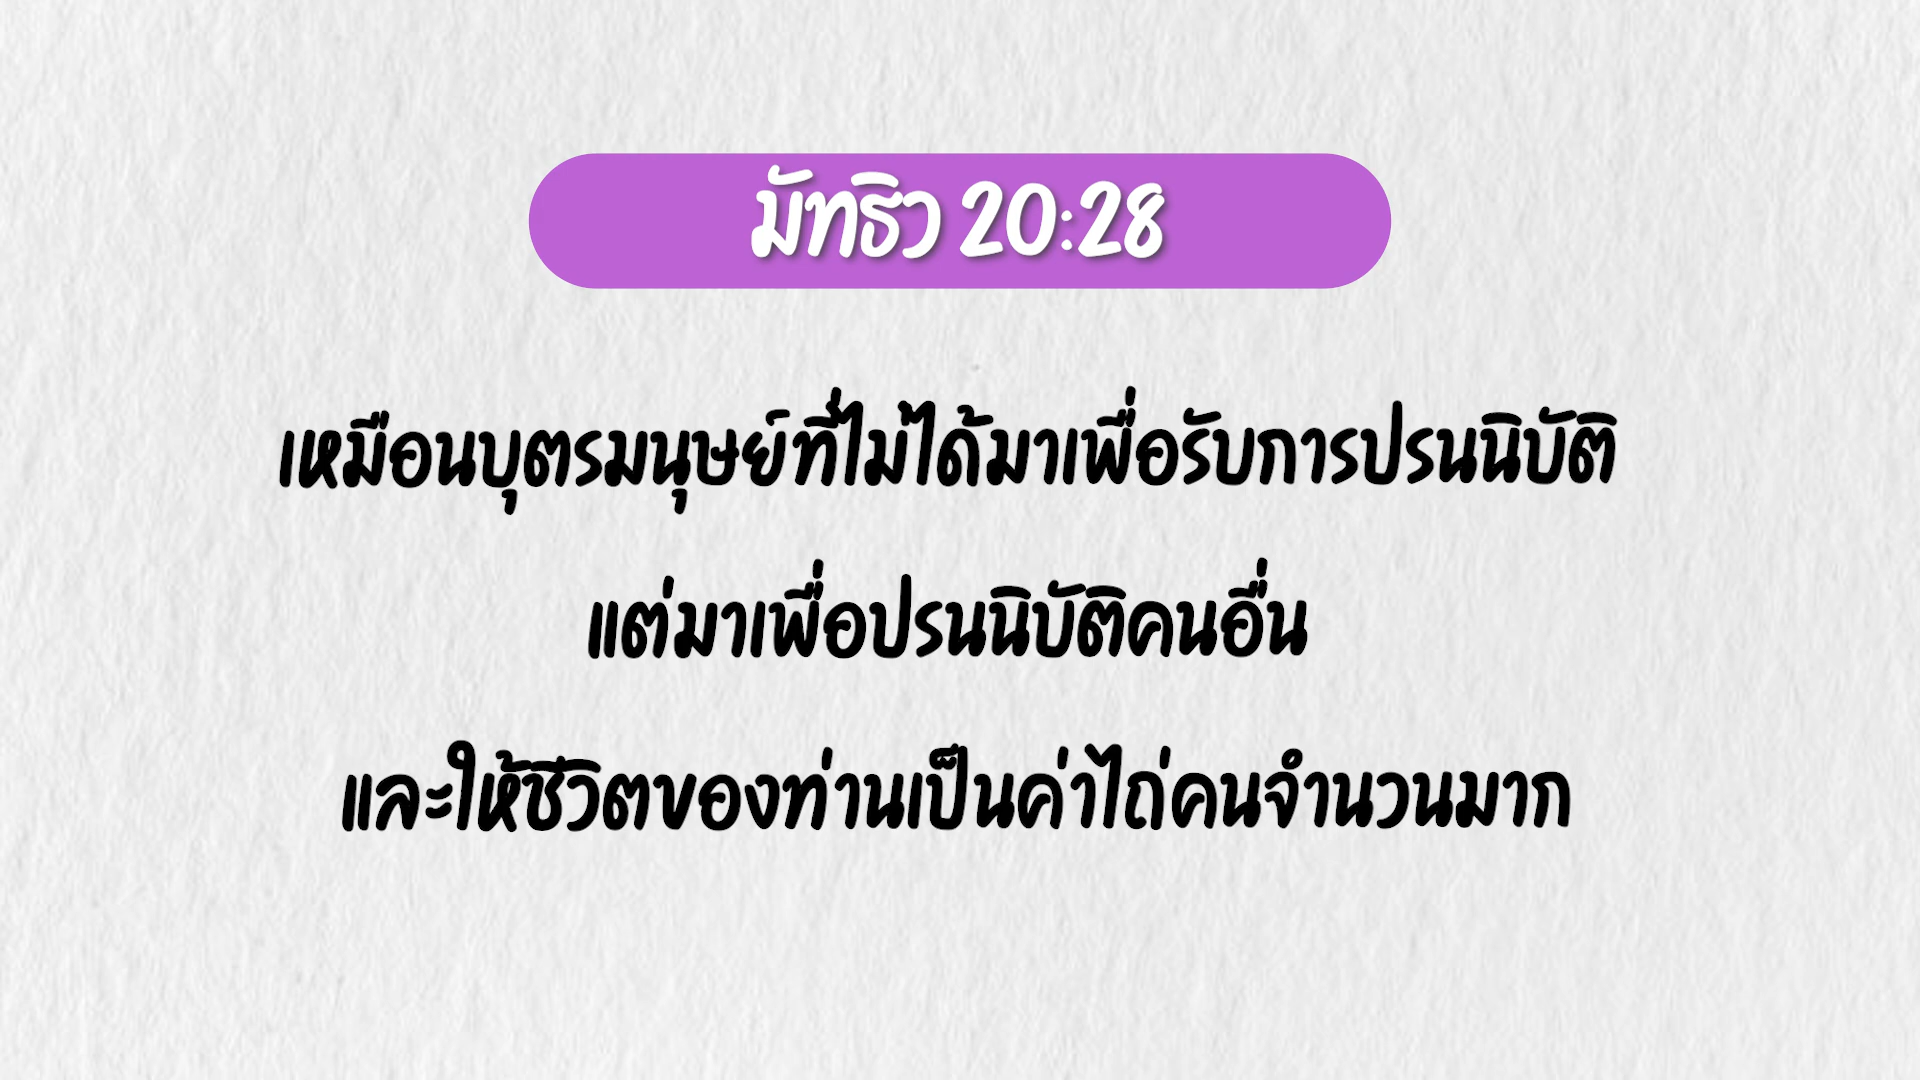 มัทธิว 20:28
เหมือนบุตรมนุษย์ที่ไม่ได้มาเพื่อรับการปรนนิบัติ
แต่มาเพื่อปรนนิบัติคนอื่น
และให้ชีวิตของท่านเป็นค่าไถ่คนจำนวนมาก